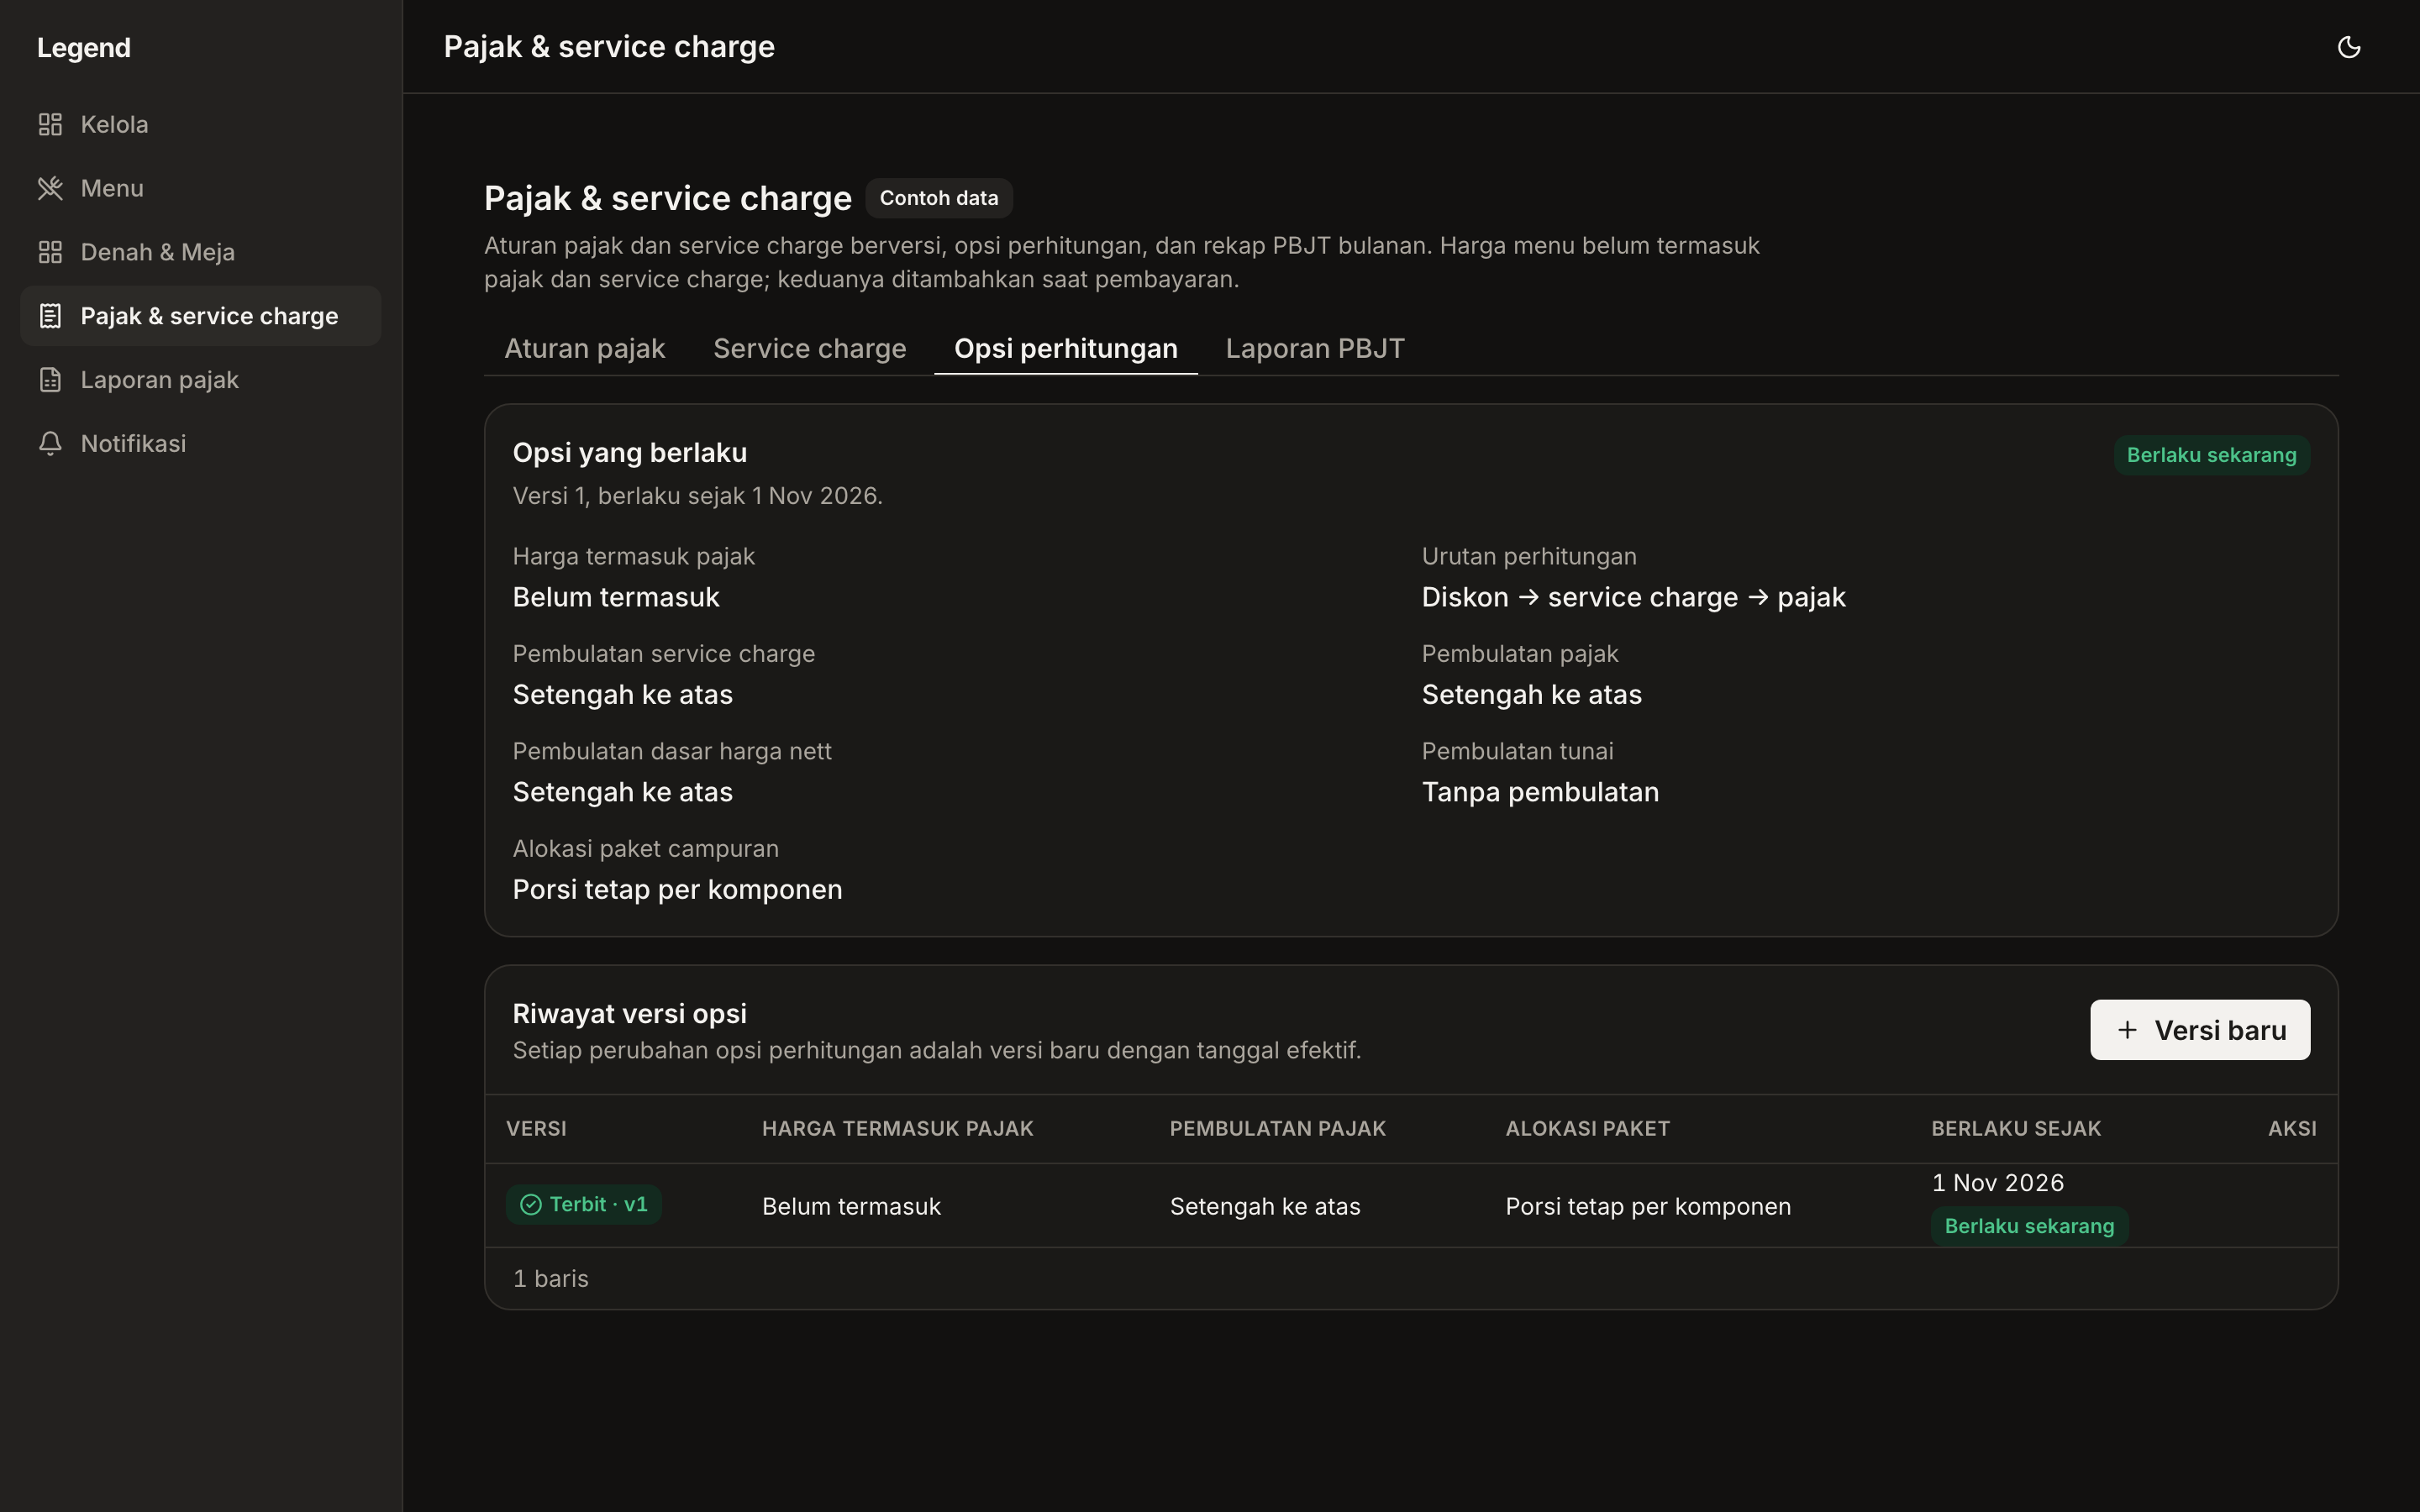 Legend
Kelola
Menu
Denah & Meja
Pajak & service charge
Laporan pajak
Notifikasi
Pajak & service charge
Pajak & service charge
Contoh data
Aturan pajak dan service charge berversi, opsi perhitungan, dan rekap PBJT bulanan. Harga menu belum termasuk
pajak dan service charge; keduanya ditambahkan saat pembayaran.
Aturan pajak
Service charge
Opsi perhitungan
Laporan PBJT
Opsi yang berlaku
Berlaku sekarang
Versi 1, berlaku sejak 1 Nov 2026.
Harga termasuk pajak
Belum termasuk
Urutan perhitungan
Diskon → service charge → pajak
Pembulatan service charge
Setengah ke atas
Pembulatan pajak
Setengah ke atas
Pembulatan dasar harga nett
Setengah ke atas
Pembulatan tunai
Tanpa pembulatan
Alokasi paket campuran
Porsi tetap per komponen
Riwayat versi opsi
Setiap perubahan opsi perhitungan adalah versi baru dengan tanggal efektif.
+ Versi baru
VERSI
HARGA TERMASUK PAJAK
PEMBULATAN PAJAK
ALOKASI PAKET
BERLAKU SEJAK
AKSI
Terbit · v1
Belum termasuk
Setengah ke atas
Porsi tetap per komponen
1 Nov 2026
Berlaku sekarang
1 baris